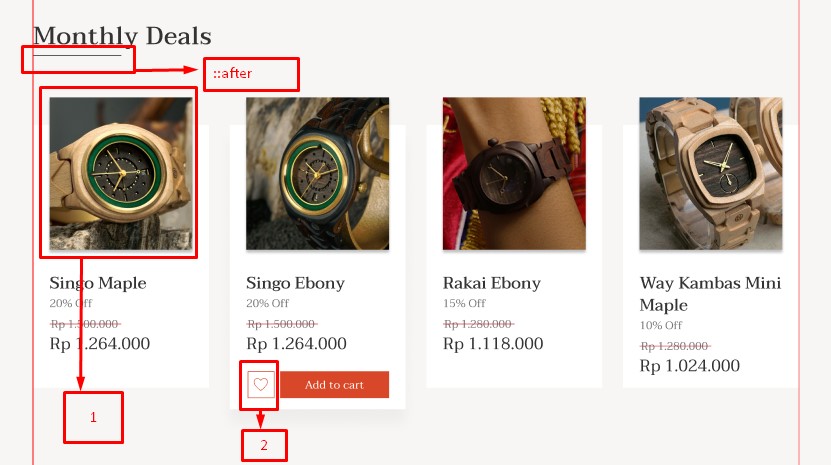 Monthly Deals
::after
Singo Maple
20% Off
Rp 1.500.000
Rp 1.264.000
1
Singo Ebony
20% Off
Rp 1.500.000
Rp 1.264.000
Add to cart
2
Rakai Ebony
15% Off
Rp 1.280.000
Rp 1.118.000
Way Kambas Mini
Maple
10% Off
Rp 1.280.000
Rp 1.024.000